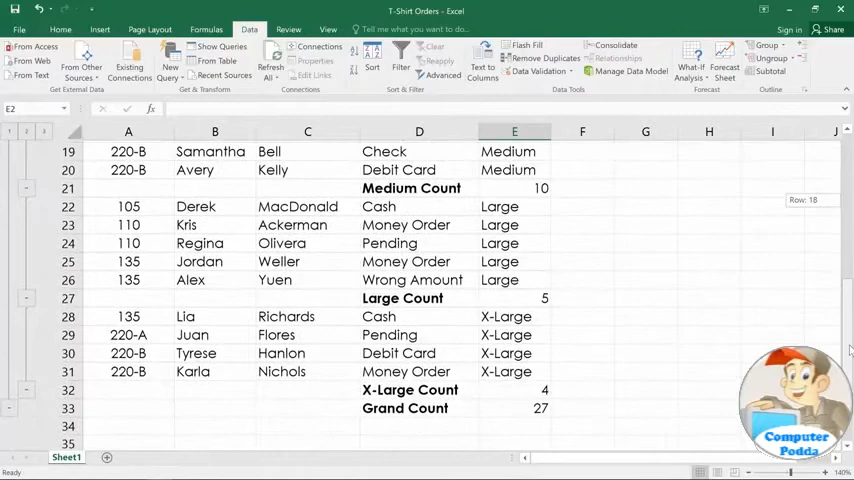 T-Shirt Orders - Excel
File Home Insert Page Layout Formulas Data Review View Tell me what you want to do... Sign in Share
From Access From Web From Text From Other Sources Existing Connections
Get External Data
New Query Show Queries From Table Recent Sources
Get & Transform
Refresh All Connections Properties Edit Links
Connections
Sort Filter Clear Reapply Advanced
Sort & Filter
Text to Columns Flash Fill Remove Duplicates Data Validation Consolidate Relationships Manage Data Model
Data Tools
What-If Analysis Forecast Sheet
Forecast
Group Ungroup Subtotal
Outline
E2 fx
1 2 3 A B C D E F G H I J
19 220-B Samantha Bell Check Medium
20 220-B Avery Kelly Debit Card Medium
21 Medium Count 10
Row: 18
22 105 Derek MacDonald Cash Large
23 110 Kris Ackerman Money Order Large
24 110 Regina Olivera Pending Large
25 135 Jordan Weller Money Order Large
26 135 Alex Yuen Wrong Amount Large
27 Large Count 5
28 135 Lia Richards Cash X-Large
29 220-A Juan Flores Pending X-Large
30 220-B Tyrese Hanlon Debit Card X-Large
31 220-B Karla Nichols Money Order X-Large
32 X-Large Count 4
33 Grand Count 27
34
35
Computer
Podda
Sheet1
Ready 140%